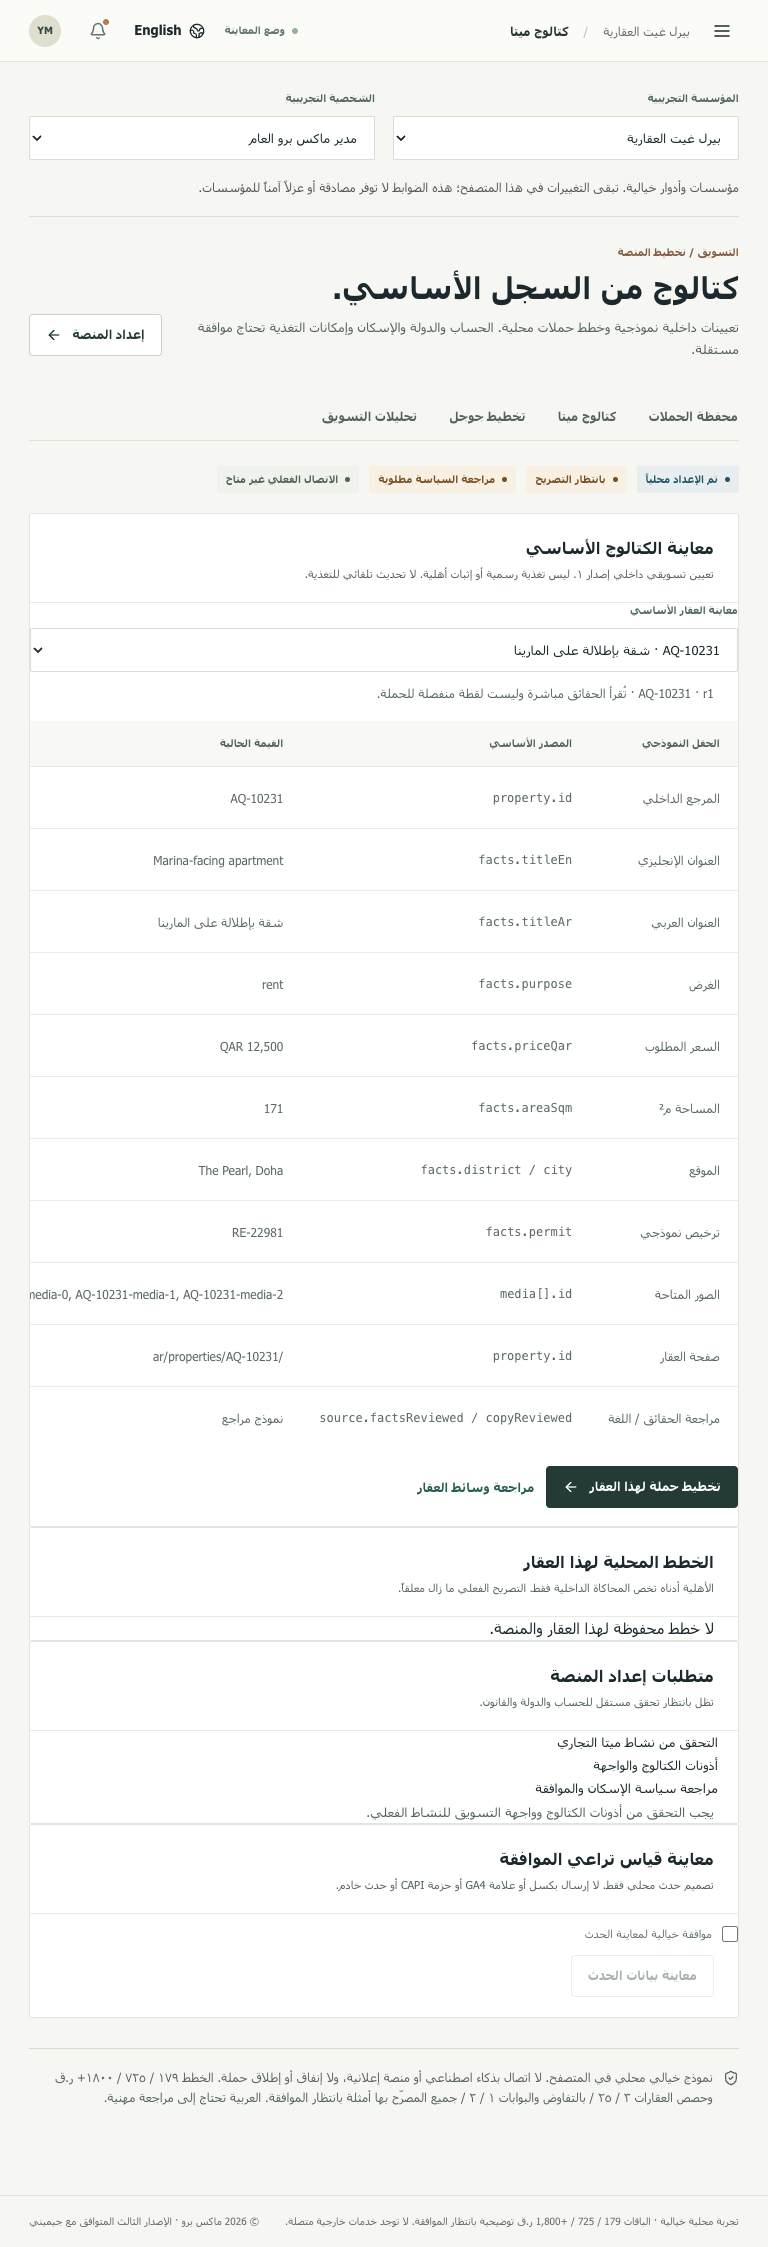 بيرل غيت العقارية / كتالوج ميتا
وضع المعاينة
English
YM
المؤسسة التجريبية
بيرل غيت العقارية
الشخصية التجريبية
مدير ماكس برو العام
مؤسسات وأدوار خيالية. تبقى التغييرات في هذا المتصفح؛ هذه الضوابط لا توفر مصادقة أو عزلاً آمناً للمؤسسات.
التسويق / تخطيط المنصة
كتالوج من السجل الأساسي.
تعيينات داخلية نموذجية وخطط حملات محلية. الحساب والدولة والإسكان وإمكانات التغذية تحتاج موافقة
مستقلة.
إعداد المنصة
محفظة الحملات
كتالوج ميتا
تخطيط جوجل
تحليلات التسويق
تم الإعداد محلياً
بانتظار التصريح
مراجعة السياسة مطلوبة
الاتصال الفعلي غير متاح
معاينة الكتالوج الأساسي
تعيين تسويقي داخلي إصدار ١. ليس تغذية رسمية أو إثبات أهلية. لا تحديث تلقائي للتغذية.
معاينة العقار الأساسي
AQ-10231 · شقة بإطلالة على المارينا
AQ-10231 · r1 · تُقرأ الحقائق مباشرة وليست لقطة منفصلة للحملة.
الحقل النموذجي المصدر الأساسي القيمة الحالية
المرجع الداخلي property.id AQ-10231
العنوان الإنجليزي facts.titleEn Marina-facing apartment
العنوان العربي facts.titleAr شقة بإطلالة على المارينا
الغرض facts.purpose rent
السعر المطلوب facts.priceQar QAR 12,500
المساحة م² facts.areaSqm 171
الموقع facts.district / city The Pearl, Doha
ترخيص نموذجي facts.permit RE-22981
الصور المتاحة media[].id media-0, AQ-10231-media-1, AQ-10231-media-2
صفحة العقار property.id ar/properties/AQ-10231/
مراجعة الحقائق / اللغة source.factsReviewed / copyReviewed نموذج مراجع
تخطيط حملة لهذا العقار
مراجعة وسائط العقار
الخطط المحلية لهذا العقار
الأهلية أدناه تخص المحاكاة الداخلية فقط. التصريح الفعلي ما زال معلقاً.
لا خطط محفوظة لهذا العقار والمنصة.
متطلبات إعداد المنصة
تظل بانتظار تحقق مستقل للحساب والدولة والقانون.
التحقق من نشاط ميتا التجاري
أذونات الكتالوج والواجهة
مراجعة سياسة الإسكان والموافقة
يجب التحقق من أذونات الكتالوج وواجهة التسويق للنشاط الفعلي.
معاينة قياس تراعي الموافقة
تصميم حدث محلي فقط. لا إرسال بكسل أو علامة GA4 أو حزمة CAPI أو حدث خادم.
موافقة خيالية لمعاينة الحدث
معاينة بيانات الحدث
نموذج خيالي محلي في المتصفح. لا اتصال بذكاء اصطناعي أو منصة إعلانية، ولا إنفاق أو إطلاق حملة. الخطط ١٧٩ / ٧٢٥ / ١٨٠٠+ ر.ق
وحصص العقارات ٣ / ٢٥ / بالتفاوض والبوابات ١ / ٢ / جميع المصرّح بها أمثلة بانتظار الموافقة. العربية تحتاج إلى مراجعة مهنية.
تجربة محلية خيالية · الباقات 179 / 725 / +1,800 ر.ق توضيحية بانتظار الموافقة. لا توجد خدمات خارجية متصلة.
© 2026 ماكس برو · الإصدار الثالث المتوافق مع جيميني